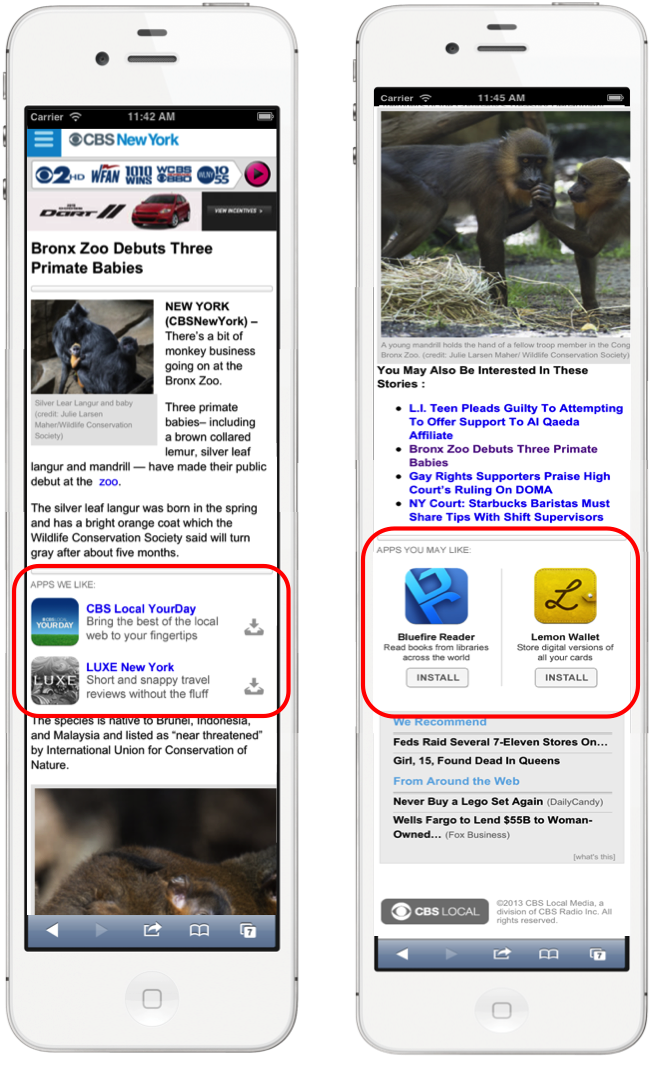 Carrier 11:42 AM
CBS New York
2HD WFAN 1010 WINS WCBS 880 WLNY 10 55
DART VIEW INCENTIVES >
Bronx Zoo Debuts Three
Primate Babies
NEW YORK
(CBSNewYork) –
There's a bit of
monkey business
going on at the
Bronx Zoo.
Silver Lear Langur and baby
(credit: Julie Larsen
Maher/Wildlife Conservation
Society)
Three primate
babies– including
a brown collared
lemur, silver leaf
langur and mandrill — have made their public
debut at the zoo.
The silver leaf langur was born in the spring
and has a bright orange coat which the
Wildlife Conservation Society said will turn
gray after about five months.
APPS WE LIKE:
CBS LOCAL
YOUR DAY
CBS Local YourDay
Bring the best of the local
web to your fingertips
LUXE
LUXE New York
Short and snappy travel
reviews without the fluff
The species is native to Brunei, Indonesia,
and Malaysia and listed as “near threatened”
by International Union for Conservation of
Nature.
7
Carrier 11:45 AM
A young mandrill holds the hand of a fellow troop member in the Cong
Bronx Zoo. (credit: Julie Larsen Maher/ Wildlife Conservation Society)
You May Also Be Interested In These
Stories :
L.I. Teen Pleads Guilty To Attempting
To Offer Support To Al Qaeda
Affiliate
Bronx Zoo Debuts Three Primate
Babies
Gay Rights Supporters Praise High
Court's Ruling On DOMA
NY Court: Starbucks Baristas Must
Share Tips With Shift Supervisors
APPS YOU MAY LIKE:
Bluefire Reader
Read books from libraries
across the world
INSTALL
Lemon Wallet
Store digital versions of
all your cards
INSTALL
We Recommend
Feds Raid Several 7-Eleven Stores On...
Girl, 15, Found Dead In Queens
From Around the Web
Never Buy a Lego Set Again (DailyCandy)
Wells Fargo to Lend $55B to Woman-
Owned... (Fox Business)
[what's this]
CBS LOCAL
©2013 CBS Local Media, a
division of CBS Radio Inc. All
rights reserved.
7